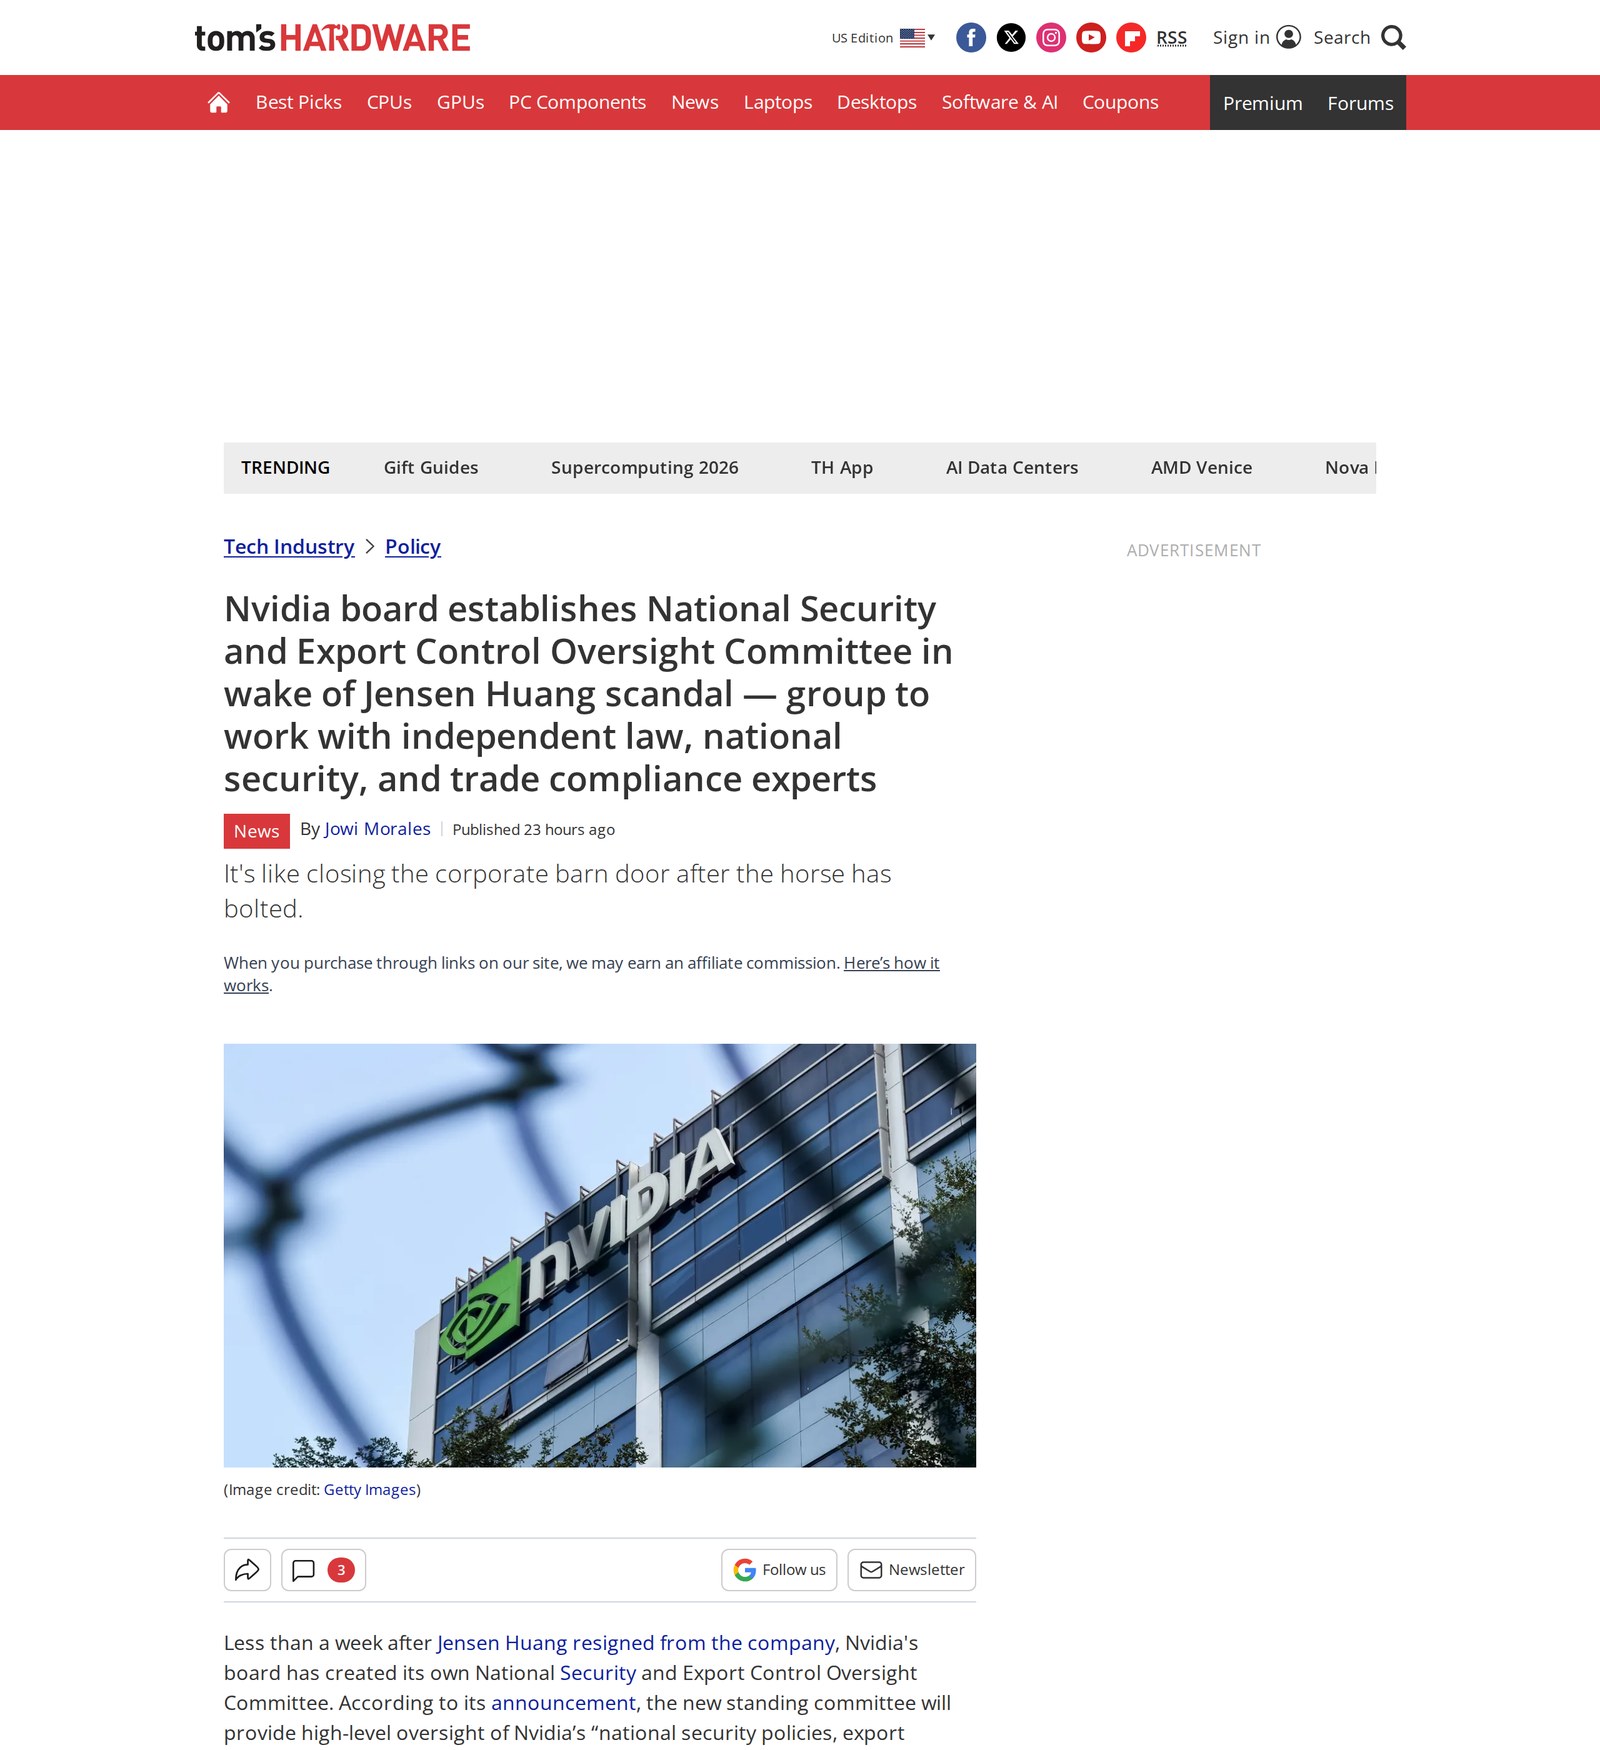 tom's HARDWARE
US Edition
RSS
Sign in
Search
Best Picks CPUs GPUs PC Components News Laptops Desktops Software & AI Coupons Premium Forums
TRENDING Gift Guides Supercomputing 2026 TH App AI Data Centers AMD Venice Nova
Tech Industry > Policy
ADVERTISEMENT
Nvidia board establishes National Security
and Export Control Oversight Committee in
wake of Jensen Huang scandal — group to
work with independent law, national
security, and trade compliance experts
News By Jowi Morales Published 23 hours ago
It's like closing the corporate barn door after the horse has
bolted.
When you purchase through links on our site, we may earn an affiliate commission. Here’s how it
works.
NVIDIA
(Image credit: Getty Images)
3
Follow us
Newsletter
Less than a week after Jensen Huang resigned from the company, Nvidia's
board has created its own National Security and Export Control Oversight
Committee. According to its announcement, the new standing committee will
provide high-level oversight of Nvidia’s “national security policies, export